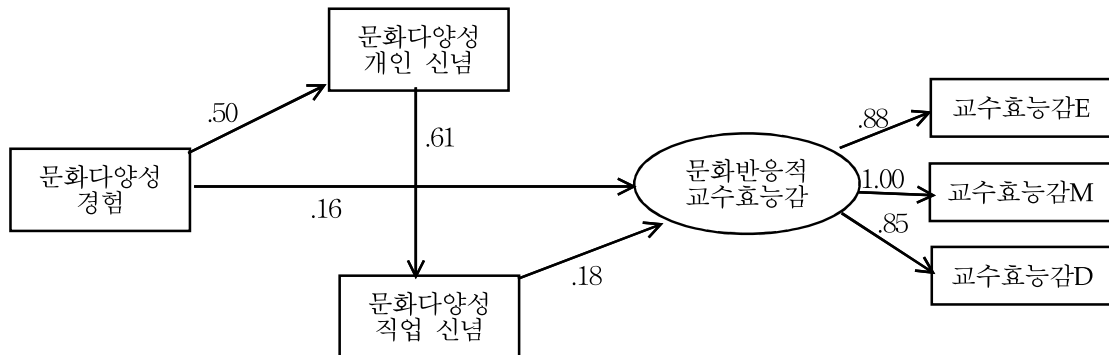 문화다양성
개인 신념
.50
.61
교수효능감E
.88
문화다양성
경험
문화반응적
교수효능감
1.00
교수효능감M
.16
.85
.18
교수효능감D
문화다양성
직업 신념